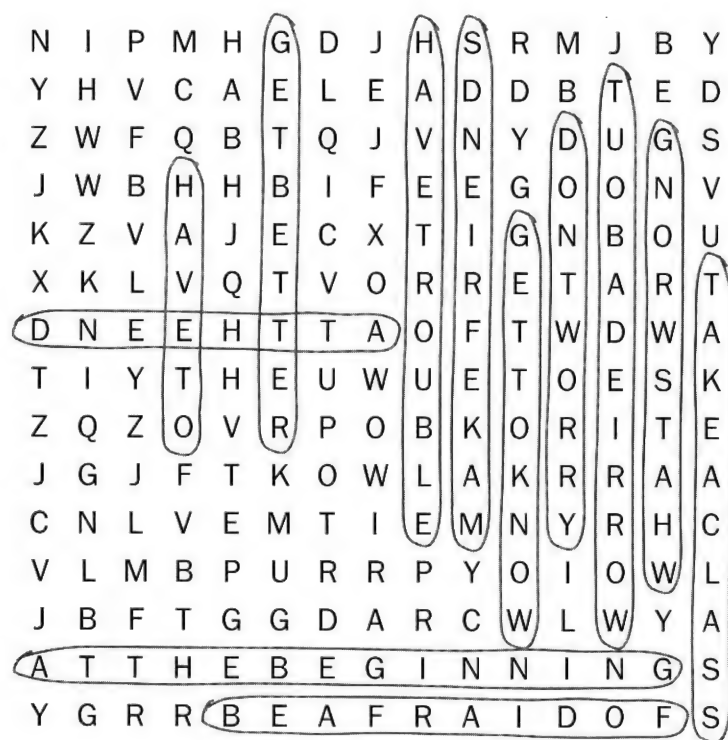 N I P M H G D J H S R M J B Y
Y H V C A E L E A D D B T E D
Z W F Q B T Q J V N Y D U G S
J W B H H B I F E E G O O N V
K Z V A J E C X T I G N B O U
X K L V Q T V O R R E T A R T
D N E E H T T A O F T W D W A
T I Y T H E U W U E T O E S K
Z Q Z O V R P O B K O R I T E
J G J F T K O W L A K R R A A
C N L V E M T I E M N Y R H C
V L M B P U R R P Y O I O W L
J B F T G G D A R C W L W Y A
A T T H E B E G I N N I N G S
Y G R R B E A F R A I D O F S